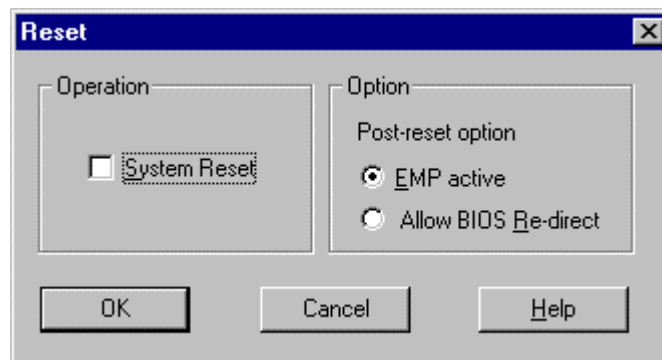 Reset
Operation
System Reset
Option
Post-reset option
EMP active
Allow BIOS Re-direct
OK
Cancel
Help